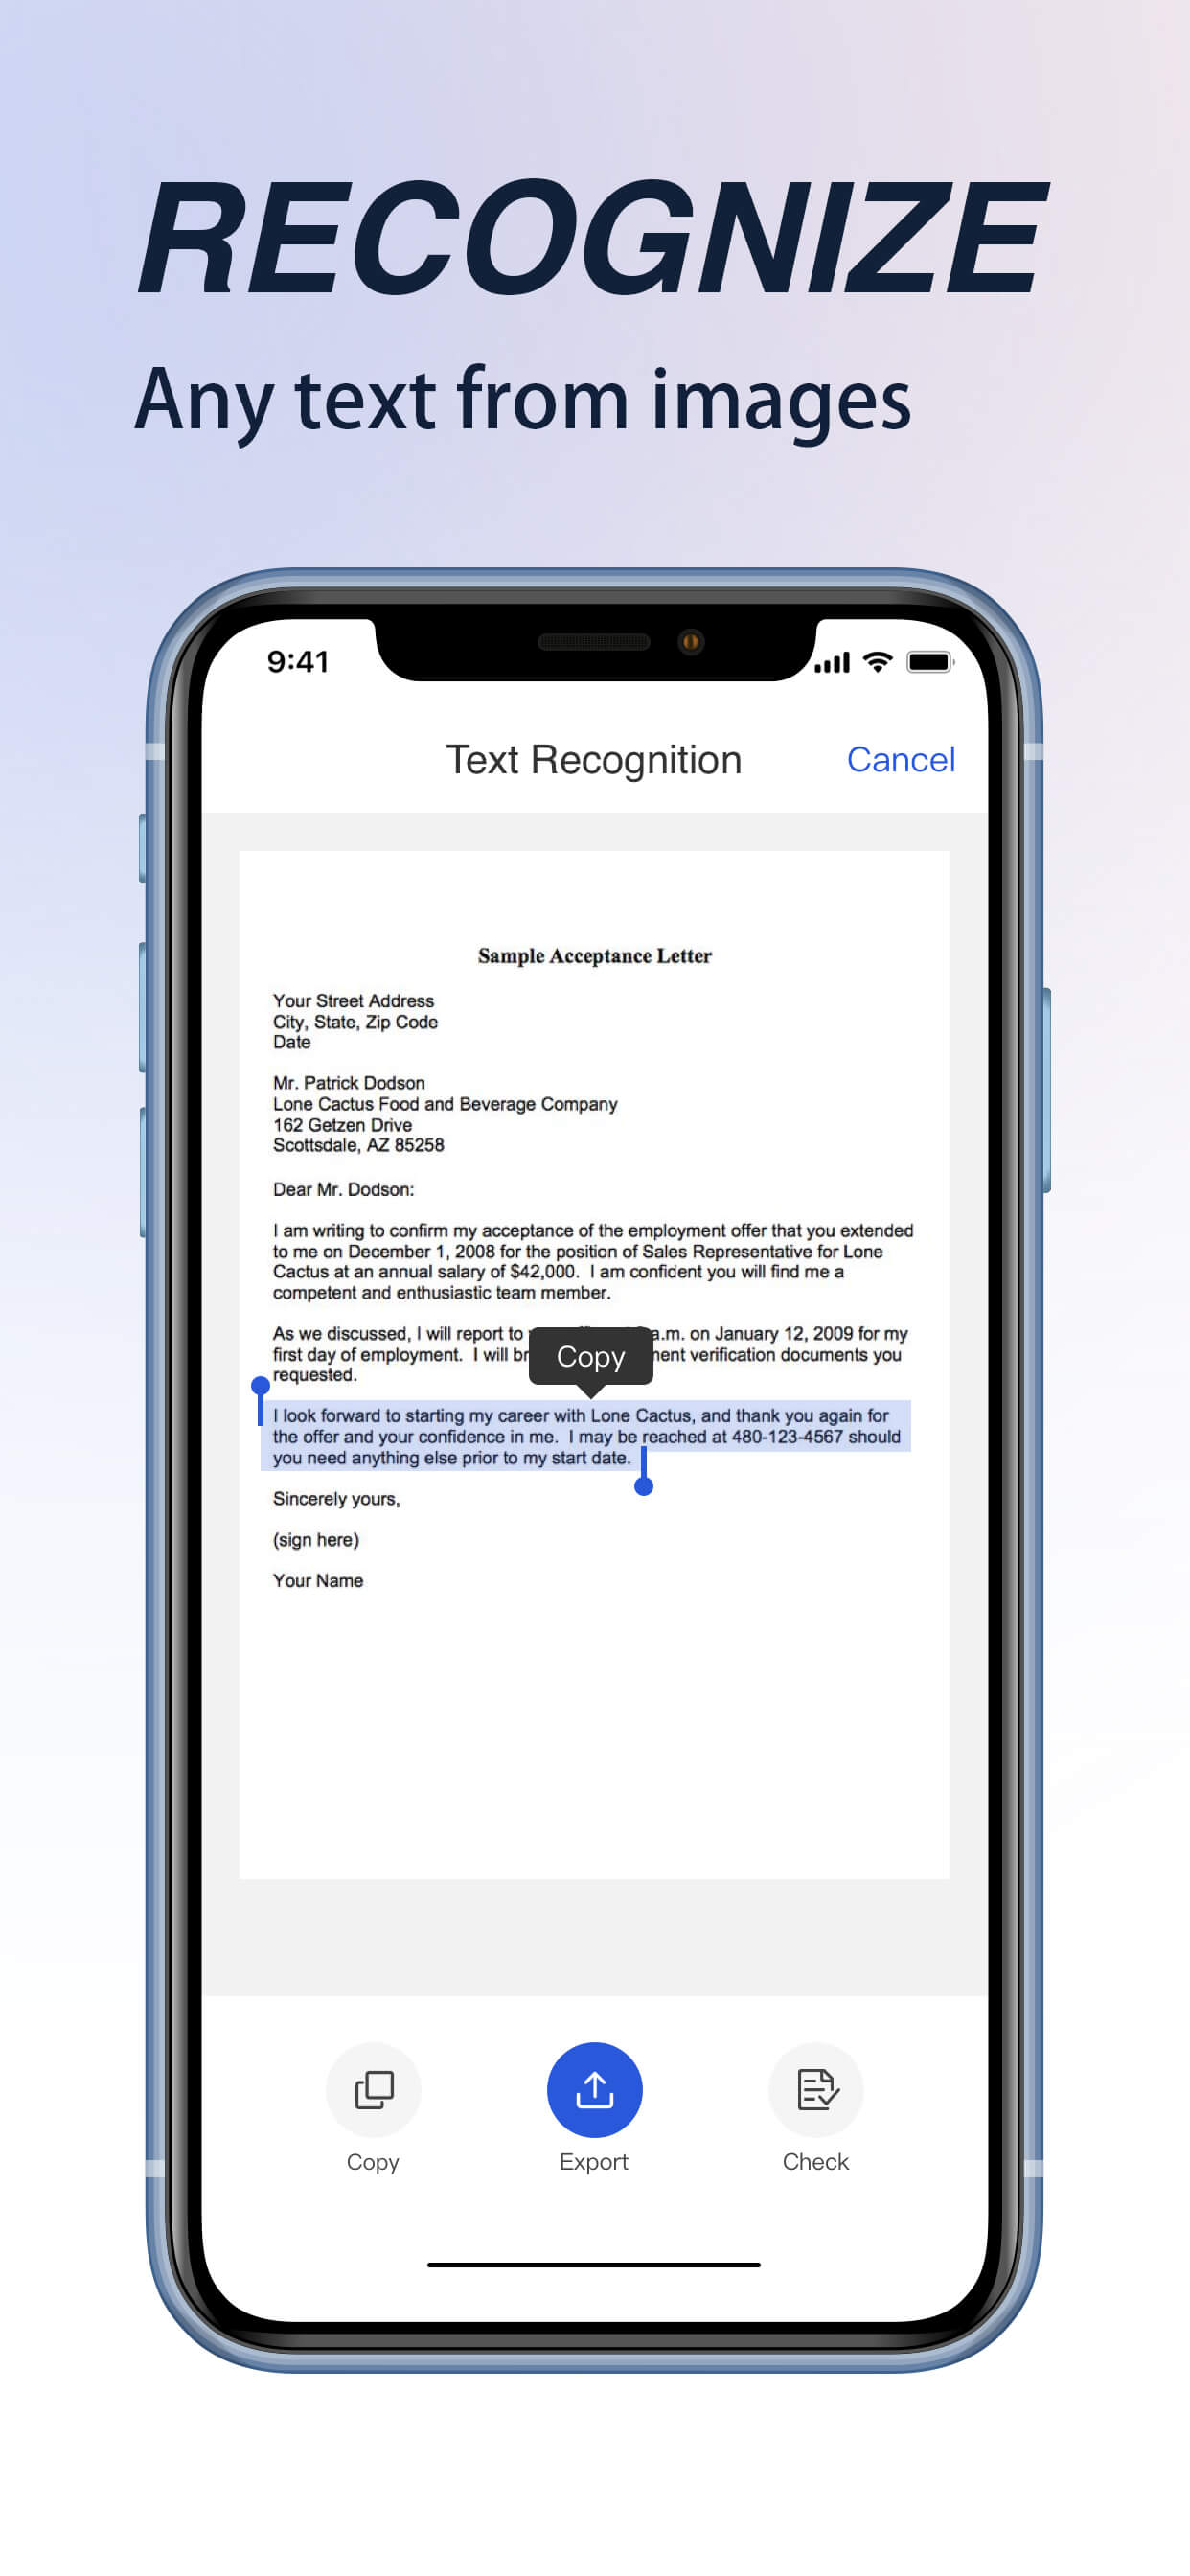 RECOGNIZE
Any text from images
9:41
Text Recognition
Cancel
Sample Acceptance Letter
Your Street Address
City, State, Zip Code
Date
Mr. Patrick Dodson
Lone Cactus Food and Beverage Company
162 Getzen Drive
Scottsdale, AZ 85258
Dear Mr. Dodson:
I am writing to confirm my acceptance of the employment offer that you extended
to me on December 1, 2008 for the position of Sales Representative for Lone
Cactus at an annual salary of $42,000. I am confident you will find me a
competent and enthusiastic team member.
As we discussed, I will report to a.m. on January 12, 2009 for my
Copy
first day of employment. I will verification documents you
requested.
I look forward to starting my career with Lone Cactus, and thank you again for
the offer and your confidence in me. I may be reached at 480-123-4567 should
you need anything else prior to my start date.
Sincerely yours,
(sign here)
Your Name
Copy
Export
Check